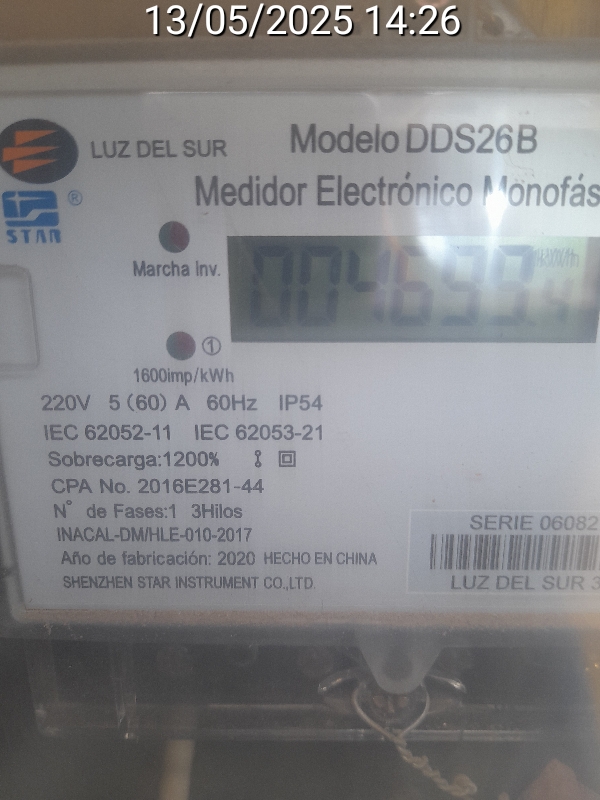 13/05/2025 14:26
LUZ DEL SUR
Modelo DDS26B
Medidor Electrónico Monofás
STAR ®
Marcha Inv.
①
1600imp/kWh
220V 5(60)A 60Hz IP54
IEC 62052-11 IEC 62053-21
Sobrecarga:1200%
CPA No. 2016E281-44
N° de Fases:1 3Hilos
INACAL-DM/HLE-010-2017
Año de fabricación: 2020 HECHO EN CHINA
SHENZHEN STAR INSTRUMENT CO.,LTD.
SERIE 06082
LUZ DEL SUR 3